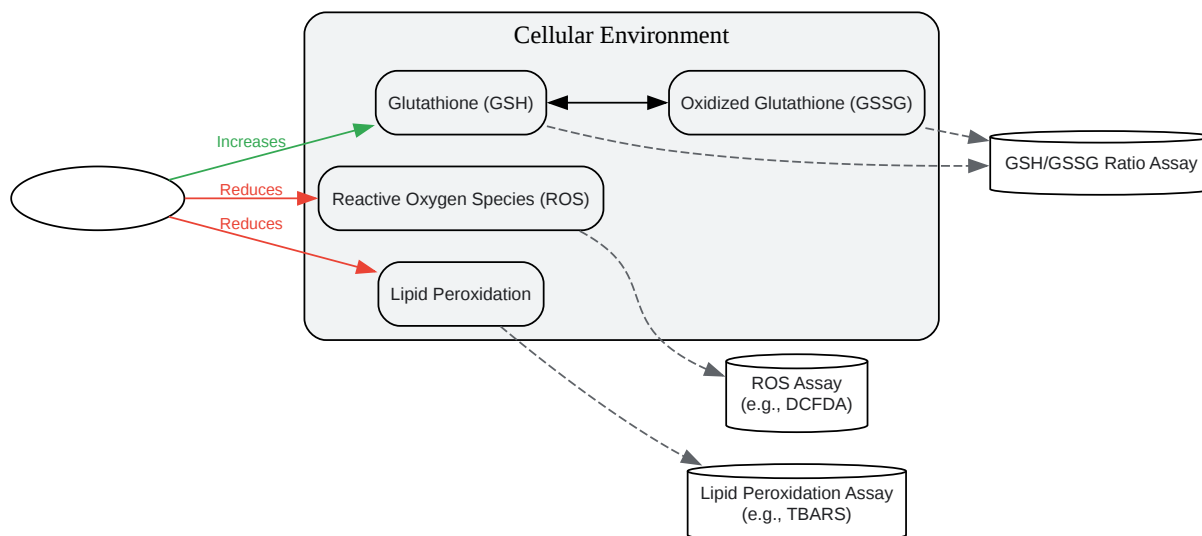 Cellular Environment
Glutathione (GSH)
Oxidized Glutathione (GSSG)
Increases
GSH/GSSG Ratio Assay
Reduces
Reactive Oxygen Species (ROS)
Reduces
Lipid Peroxidation
ROS Assay
(e.g., DCFDA)
Lipid Peroxidation Assay
(e.g., TBARS)